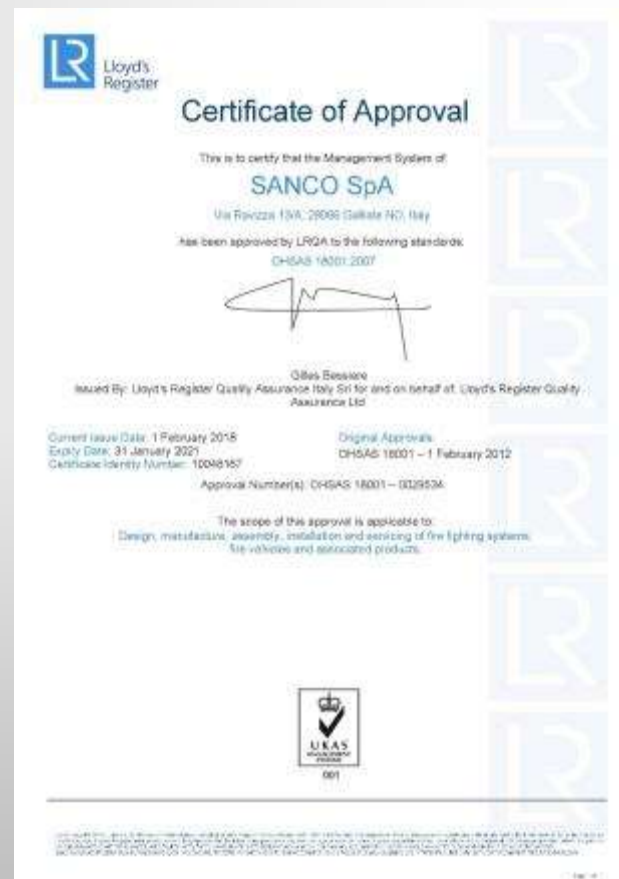 LR
Lloyd's
Register
Certificate of Approval
This is to certify that the Management System of:
SANCO SpA
Via Ravizza 13/A, 28066 Galliate NO, Italy
has been approved by LRQA to the following standards:
OHSAS 18001:2007
Gilles Bessiere
Issued By: Lloyd's Register Quality Assurance Italy Srl for and on behalf of: Lloyd's Register Quality
Assurance Ltd
Current Issue Date: 1 February 2018
Expiry Date: 31 January 2021
Certificate Identity Number: 10048167
Original Approvals:
OHSAS 18001 – 1 February 2012
Approval Number(s): OHSAS 18001 – 0029534
The scope of this approval is applicable to:
Design, manufacture, assembly, installation and servicing of fire fighting systems,
fire vehicles and associated products.
UKAS
MANAGEMENT
SYSTEMS
001